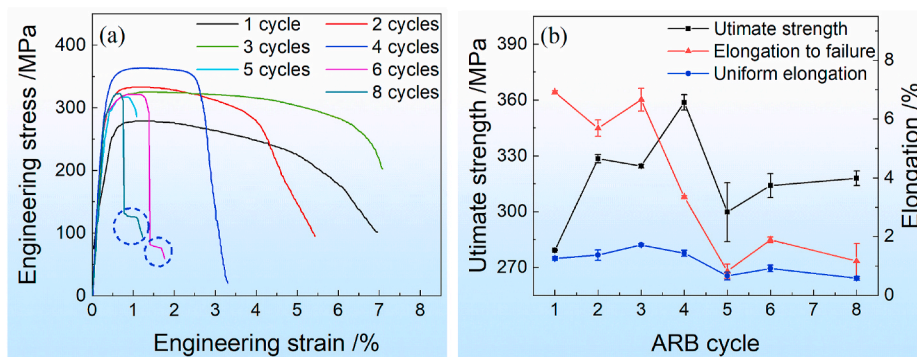 (a)
1 cycle
2 cycles
3 cycles
4 cycles
5 cycles
6 cycles
8 cycles
Engineering stress /MPa
400
300
200
100
0
0 1 2 3 4 5 6 7 8
Engineering strain /%
(b)
Utimate strength
Elongation to failure
Uniform elongation
Utimate strength /MPa
390
360
330
300
270
Elongation /%
8
6
4
2
0
1 2 3 4 5 6 7 8
ARB cycle